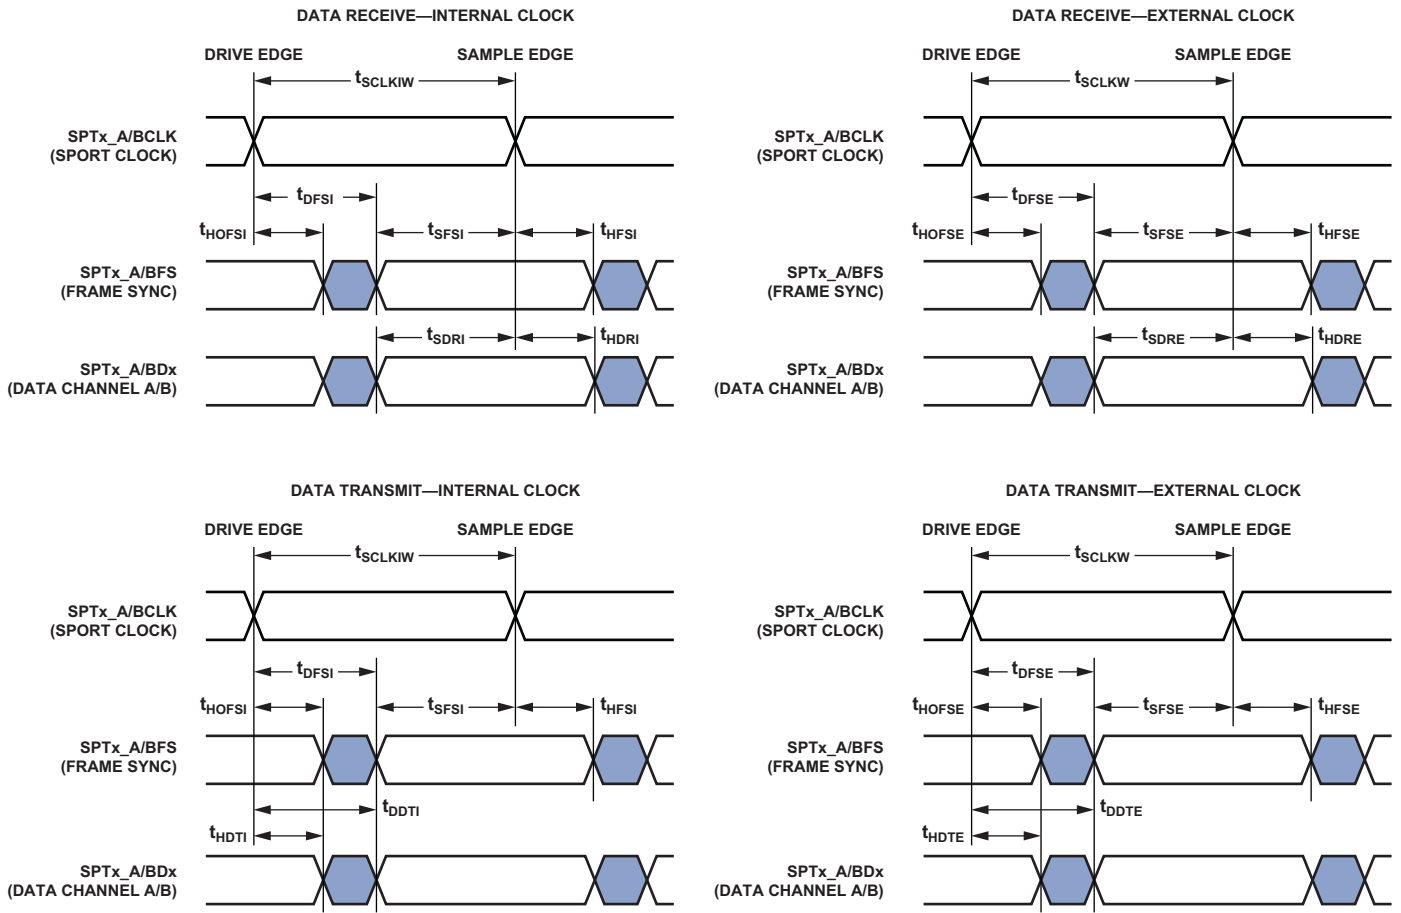 DATA RECEIVE—INTERNAL CLOCK
DRIVE EDGE
SAMPLE EDGE
tSCLKIW
SPTx_A/BCLK
(SPORT CLOCK)
tDFSI
tHOFSI
tSFSI
tHFSI
SPTx_A/BFS
(FRAME SYNC)
tSDRI
tHDRI
SPTx_A/BDx
(DATA CHANNEL A/B)
DATA RECEIVE—EXTERNAL CLOCK
DRIVE EDGE
SAMPLE EDGE
tSCLKW
SPTx_A/BCLK
(SPORT CLOCK)
tDFSE
tHOFSE
tSFSE
tHFSE
SPTx_A/BFS
(FRAME SYNC)
tSDRE
tHDRE
SPTx_A/BDx
(DATA CHANNEL A/B)
DATA TRANSMIT—INTERNAL CLOCK
DRIVE EDGE
SAMPLE EDGE
tSCLKIW
SPTx_A/BCLK
(SPORT CLOCK)
tDFSI
tHOFSI
tSFSI
tHFSI
SPTx_A/BFS
(FRAME SYNC)
tDDTI
tHDTI
SPTx_A/BDx
(DATA CHANNEL A/B)
DATA TRANSMIT—EXTERNAL CLOCK
DRIVE EDGE
SAMPLE EDGE
tSCLKW
SPTx_A/BCLK
(SPORT CLOCK)
tDFSE
tHOFSE
tSFSE
tHFSE
SPTx_A/BFS
(FRAME SYNC)
tDDTE
tHDTE
SPTx_A/BDx
(DATA CHANNEL A/B)